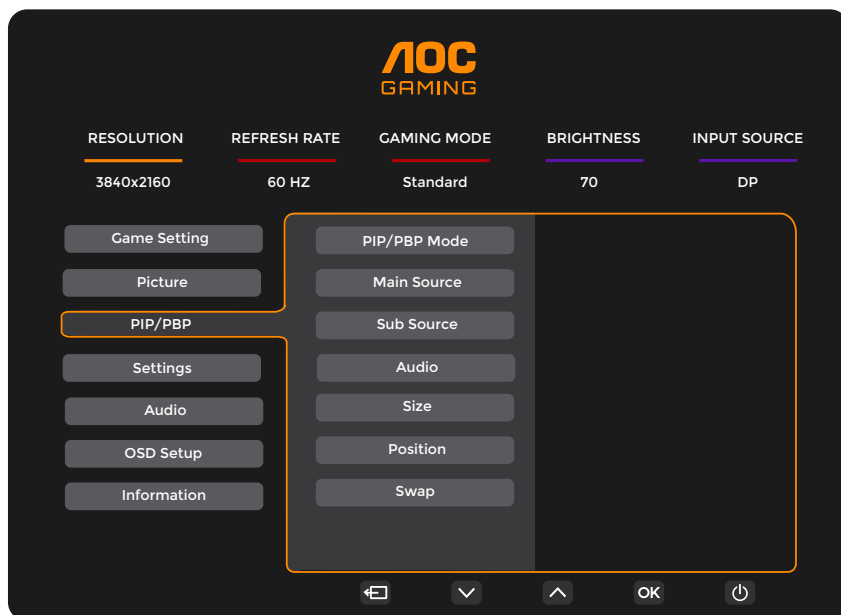 AOC
GAMING
RESOLUTION REFRESH RATE GAMING MODE BRIGHTNESS INPUT SOURCE
3840x2160 60 HZ Standard 70 DP
Game Setting
Picture
PIP/PBP
Settings
Audio
OSD Setup
Information
PIP/PBP Mode
Main Source
Sub Source
Audio
Size
Position
Swap
OK